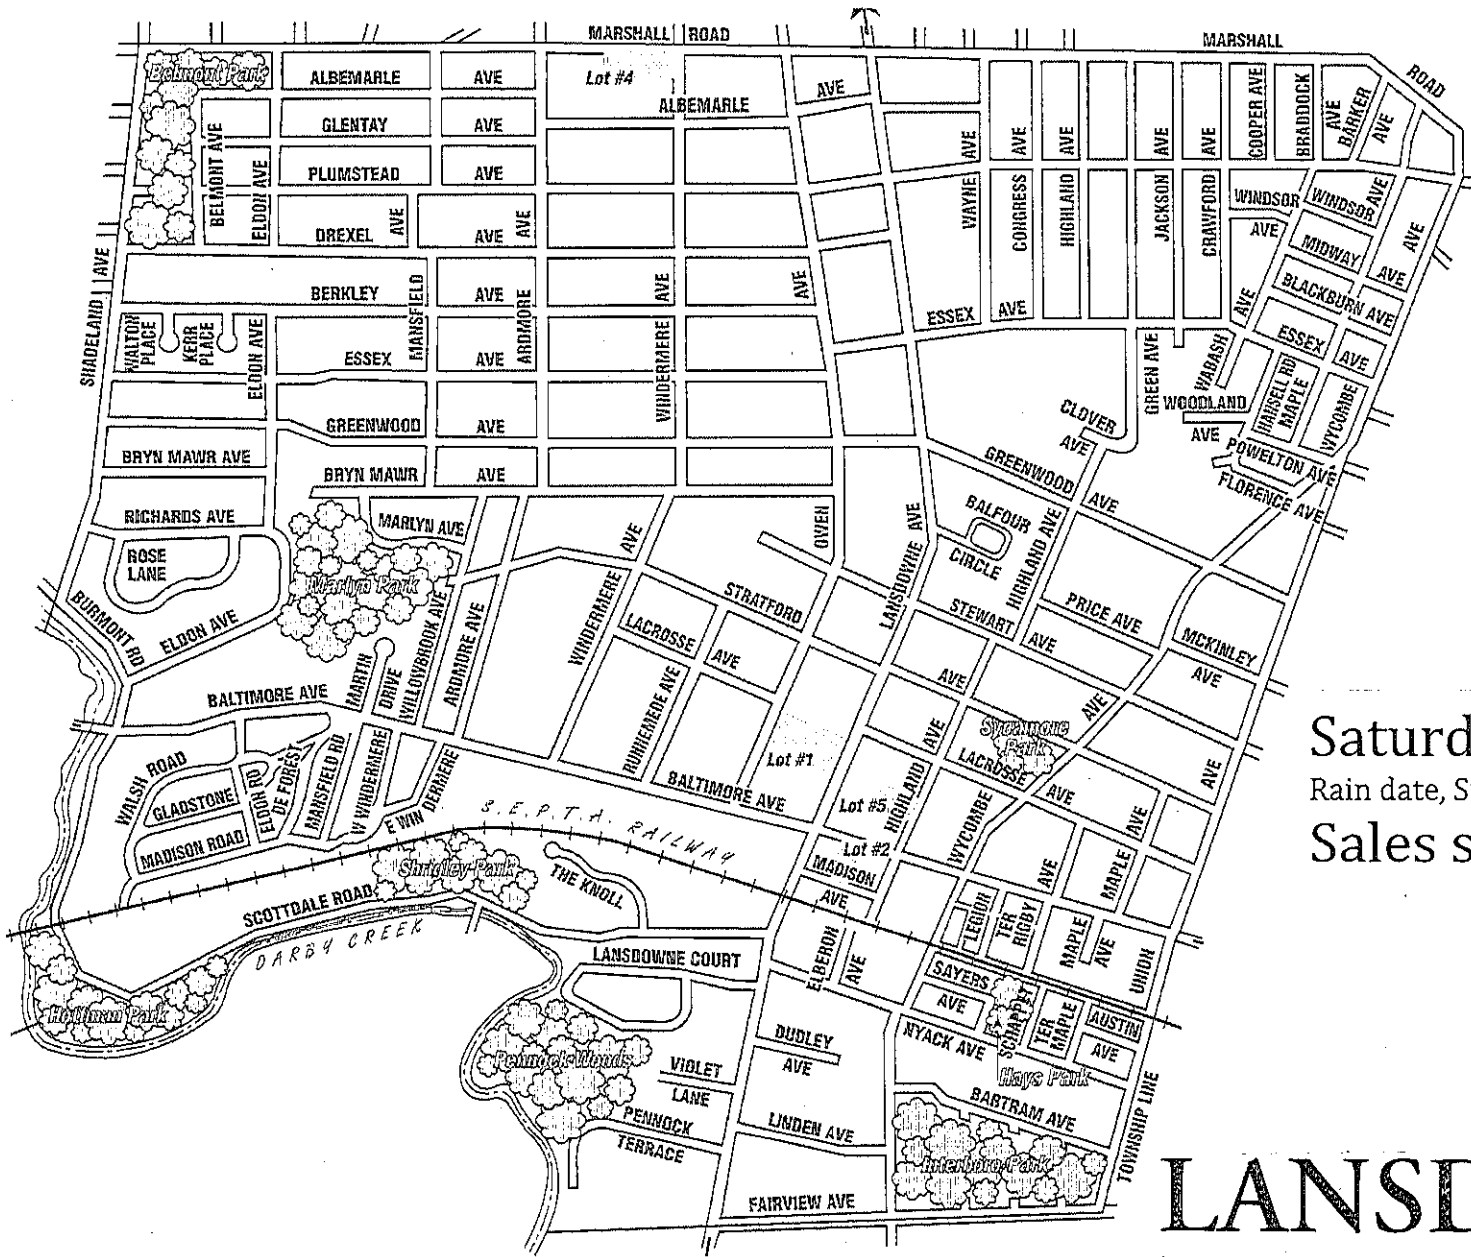 MARSHALL ROAD
MARSHALL
ROAD
Belmont Park
ALBEMARLE AVE
Lot #4
ALBEMARLE
AVE
GLENTAY AVE
PLUMSTEAD AVE
BELMONT AVE
ELDON AVE
DREXEL AVE
AVE
AVE
WAYNE AVE
CONGRESS AVE
HIGHLAND AVE
JACKSON AVE
CRAWFORD AVE
COOPER AVE
BRADDOCK AVE
BARKER AVE
WINDSOR AVE
WINDSOR AVE
MIDWAY AVE
BLACKBURN AVE
AVE
SHADELAND AVE
BERKLEY AVE
MANSFIELD
ARDMORE
WINDERMERE AVE
AVE
ESSEX AVE
AVE
ESSEX AVE
WALTON PLACE
KERR PLACE
ELDON AVE
ESSEX AVE
GREEN AVE
WABASH
WOODLAND AVE
HANSELL RD
MAPLE
WYCOMBE
CLOVER AVE
GREENWOOD AVE
GREENWOOD AVE
POWELTON AVE
FLORENCE AVE
BRYN MAWR AVE
BRYN MAWR AVE
RICHARDS AVE
MARLYN AVE
ROSE LANE
Marlyn Park
BURMONT RD
ELDON AVE
OWEN
LANSDOWNE AVE
BALFOUR CIRCLE
HIGHLAND AVE
WINDERMERE AVE
STRATFORD AVE
STEWART AVE
PRICE AVE
MCKINLEY AVE
LACROSSE AVE
BALTIMORE AVE
MARTIN DRIVE
WILLOWBROOK AVE
ARDMORE AVE
RUNNEMEDE AVE
Sycamore Park
LACROSSE AVE
AVE
AVE
WALSH ROAD
GLADSTONE
ELDON RD
DE FOREST
MANSFIELD RD
W WINDERMERE
E WINDERMERE
MADISON ROAD
Lot #1
BALTIMORE AVE
Lot #5
HIGHLAND AVE
Lot #2
WYCOMBE
MADISON AVE
S.E.P.T.A. RAILWAY
Shrigley Park
THE KNOLL
SCOTTDALE ROAD
DARBY CREEK
LEGION
TER
RIGBY AVE
MAPLE AVE
MAPLE AVE
UNION
LANSDOWNE COURT
ELBERON AVE
SAYERS AVE
SCHAPPET
TER
MAPLE
AUSTIN AVE
NYACK AVE
Hays Park
Hoffman Park
Pennock Woods
DUDLEY AVE
VIOLET LANE
PENNOCK TERRACE
LINDEN AVE
BARTRAM AVE
Interboro Park
TOWNSHIP LINE
FAIRVIEW AVE
Saturd
Rain date, S
Sales s
LANSD